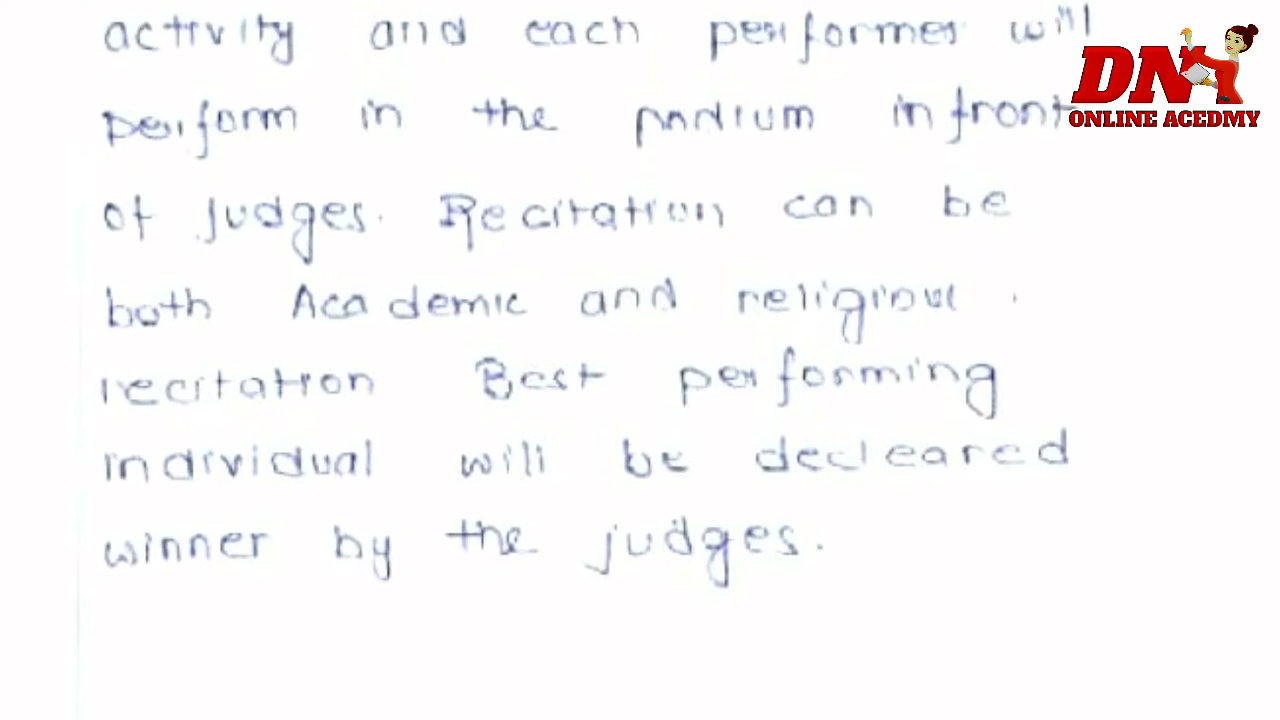 activity and each performer will
perform in the podium infront
of judges. Recitation can be
both Academic and religious.
recitation Best performing
individual will be decleared
winner by the judges.
DN
ONLINE ACEDMY